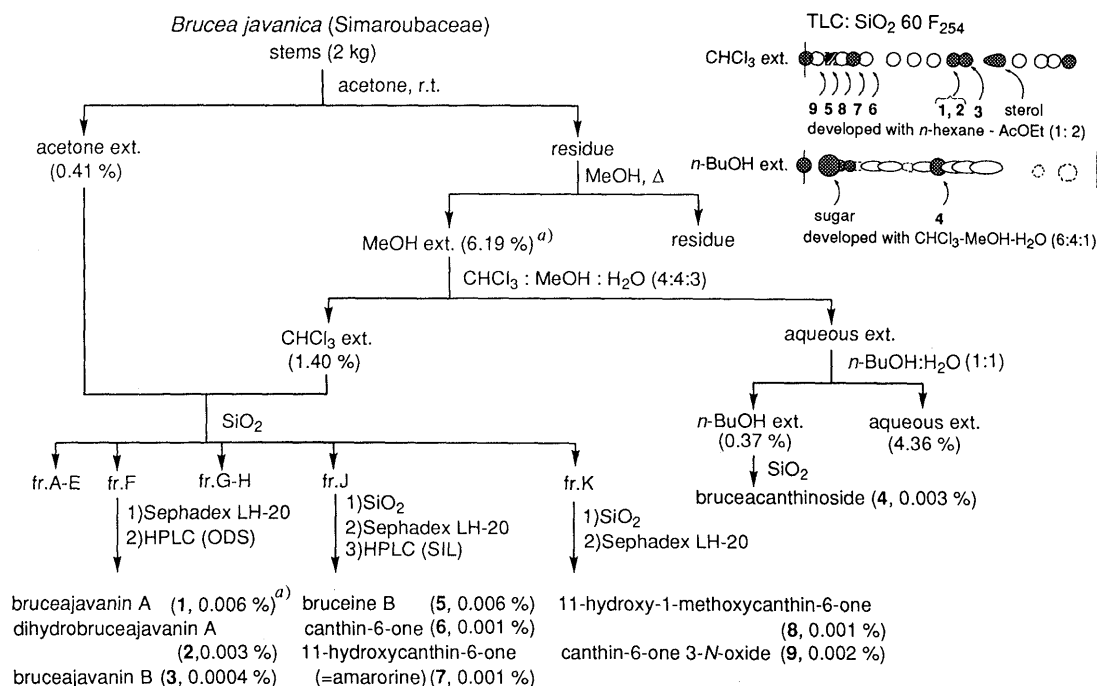 Brucea javanica (Simaroubaceae)
stems (2 kg)
acetone, r.t.
acetone ext.
(0.41 %)
residue
MeOH, Δ
MeOH ext. (6.19 %)a)
residue
CHCl3 : MeOH : H2O (4:4:3)
CHCl3 ext.
(1.40 %)
aqueous ext.
n-BuOH:H2O (1:1)
n-BuOH ext.
(0.37 %)
aqueous ext.
(4.36 %)
SiO2
bruceacanthinoside (4, 0.003 %)
SiO2
fr.A-E fr.F fr.G-H fr.J fr.K
1)Sephadex LH-20
2)HPLC (ODS)
1)SiO2
2)Sephadex LH-20
3)HPLC (SIL)
1)SiO2
2)Sephadex LH-20
bruceajavanin A (1, 0.006 %)a)
dihydrobruceajavanin A
(2,0.003 %)
bruceajavanin B (3, 0.0004 %)
bruceine B (5, 0.006 %)
canthin-6-one (6, 0.001 %)
11-hydroxycanthin-6-one
(=amarorine) (7, 0.001 %)
11-hydroxy-1-methoxycanthin-6-one
(8, 0.001 %)
canthin-6-one 3-N-oxide (9, 0.002 %)
TLC: SiO2 60 F254
CHCl3 ext.
9 5 8 7 6 1, 2 3 sterol
developed with n-hexane - AcOEt (1: 2)
n-BuOH ext.
sugar 4
developed with CHCl3-MeOH-H2O (6:4:1)